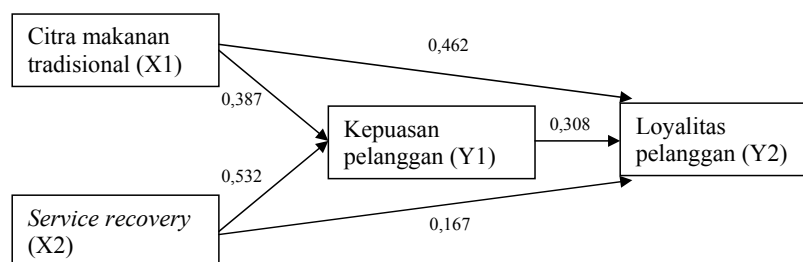 Citra makanan
tradisional (X1)
0,462
0,387
Kepuasan
pelanggan (Y1)
0,308
Loyalitas
pelanggan (Y2)
0,532
Service recovery
(X2)
0,167